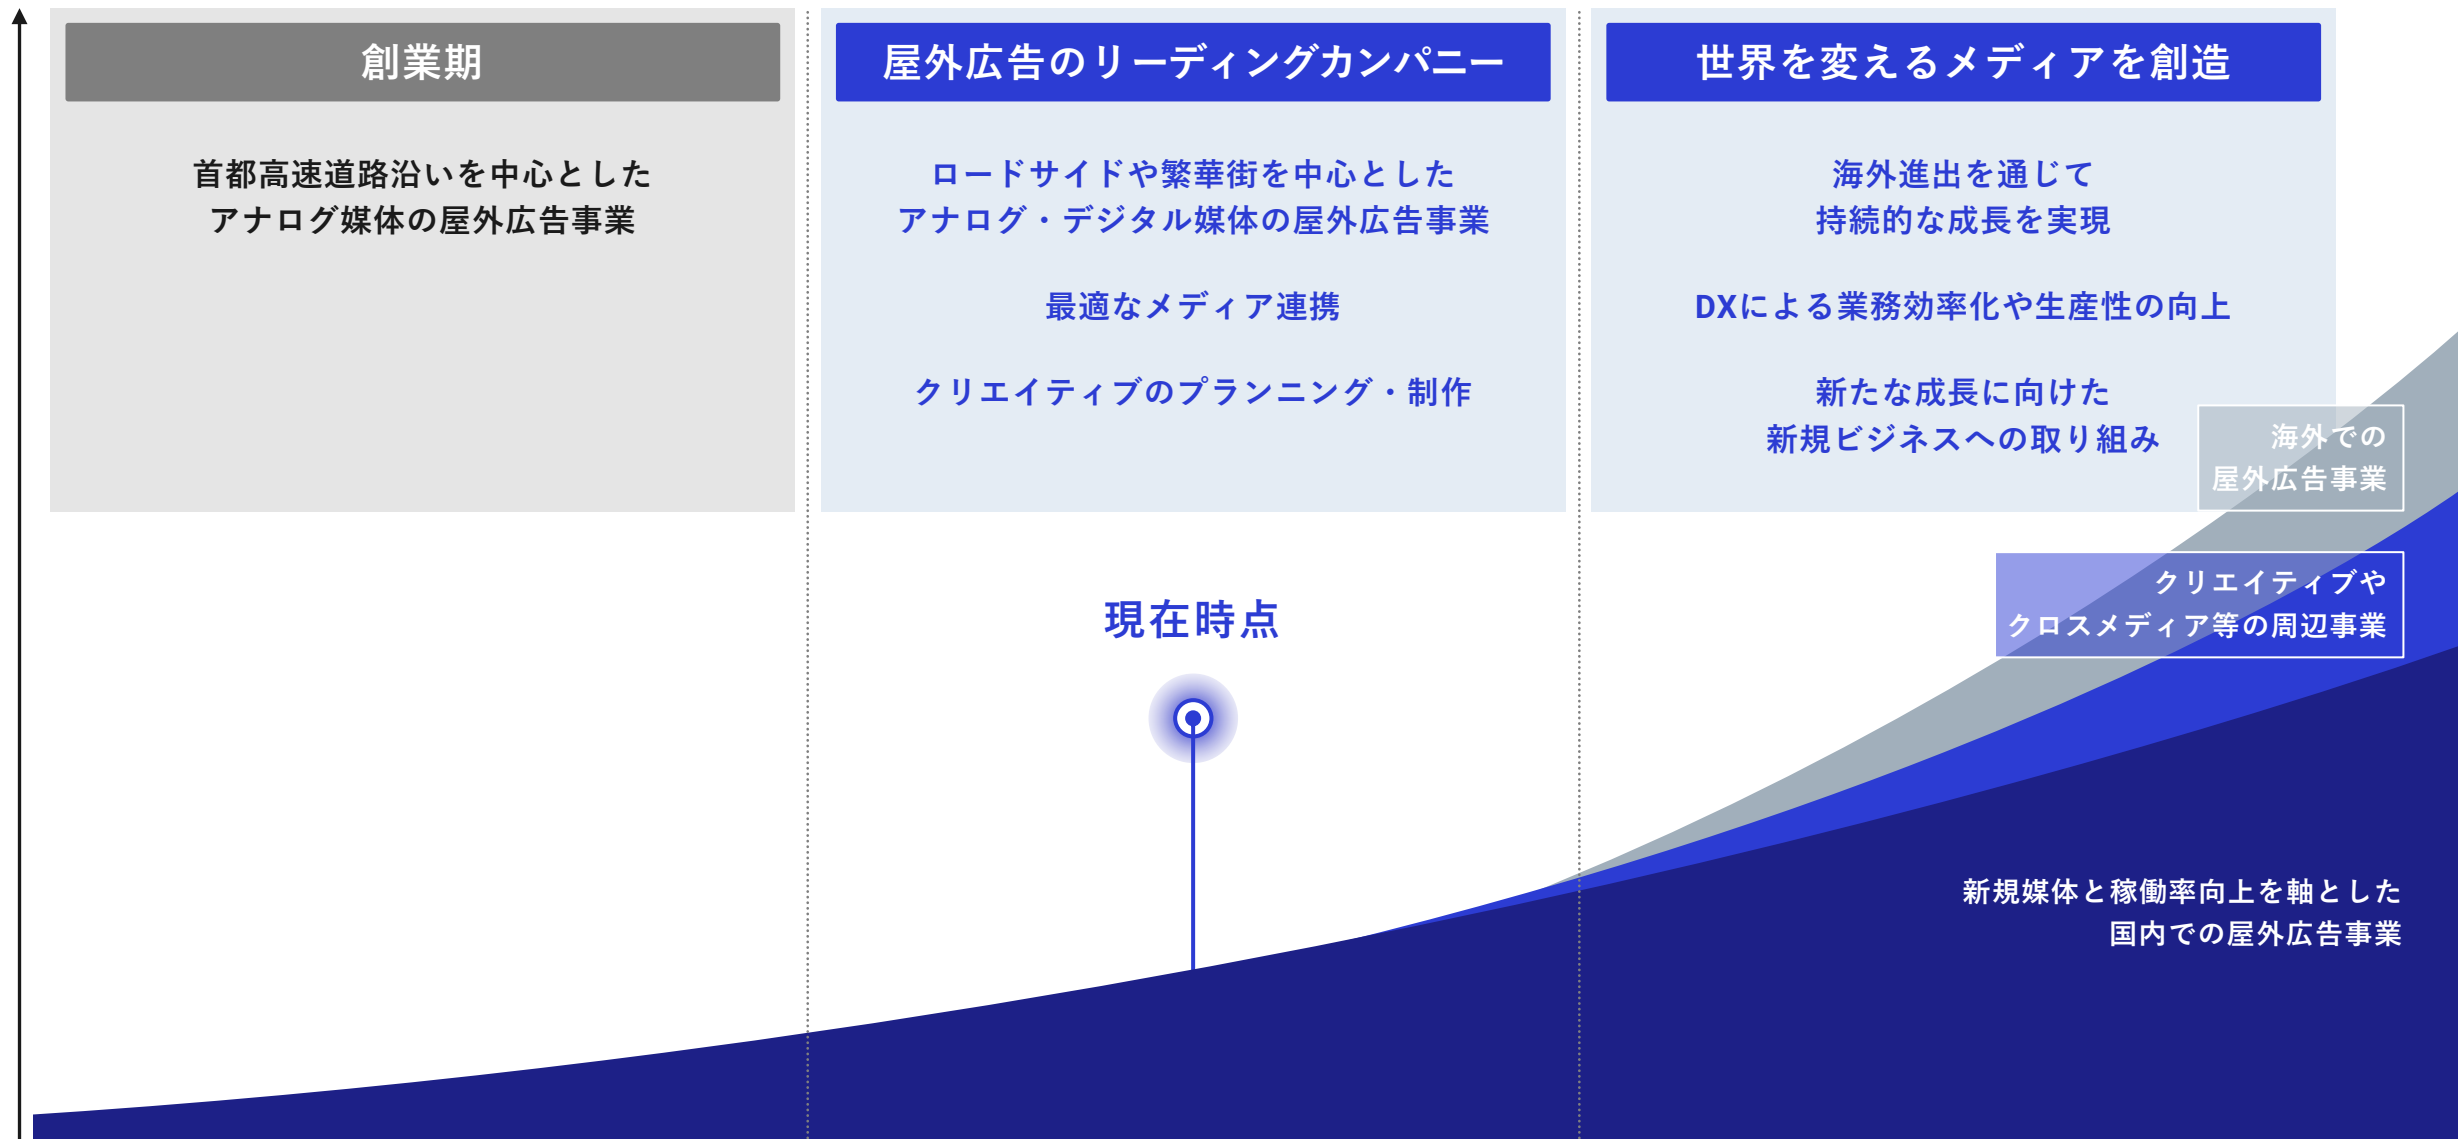 創業期
首都高速道路沿いを中心とした
アナログ媒体の屋外広告事業
屋外広告のリーディングカンパニー
ロードサイドや繁華街を中心とした
アナログ・デジタル媒体の屋外広告事業
最適なメディア連携
クリエイティブのプランニング・制作
世界を変えるメディアを創造
海外進出を通じて
持続的な成長を実現
DXによる業務効率化や生産性の向上
新たな成長に向けた
新規ビジネスへの取り組み
海外での
屋外広告事業
クリエイティブや
クロスメディア等の周辺事業
現在時点
新規媒体と稼働率向上を軸とした
国内での屋外広告事業